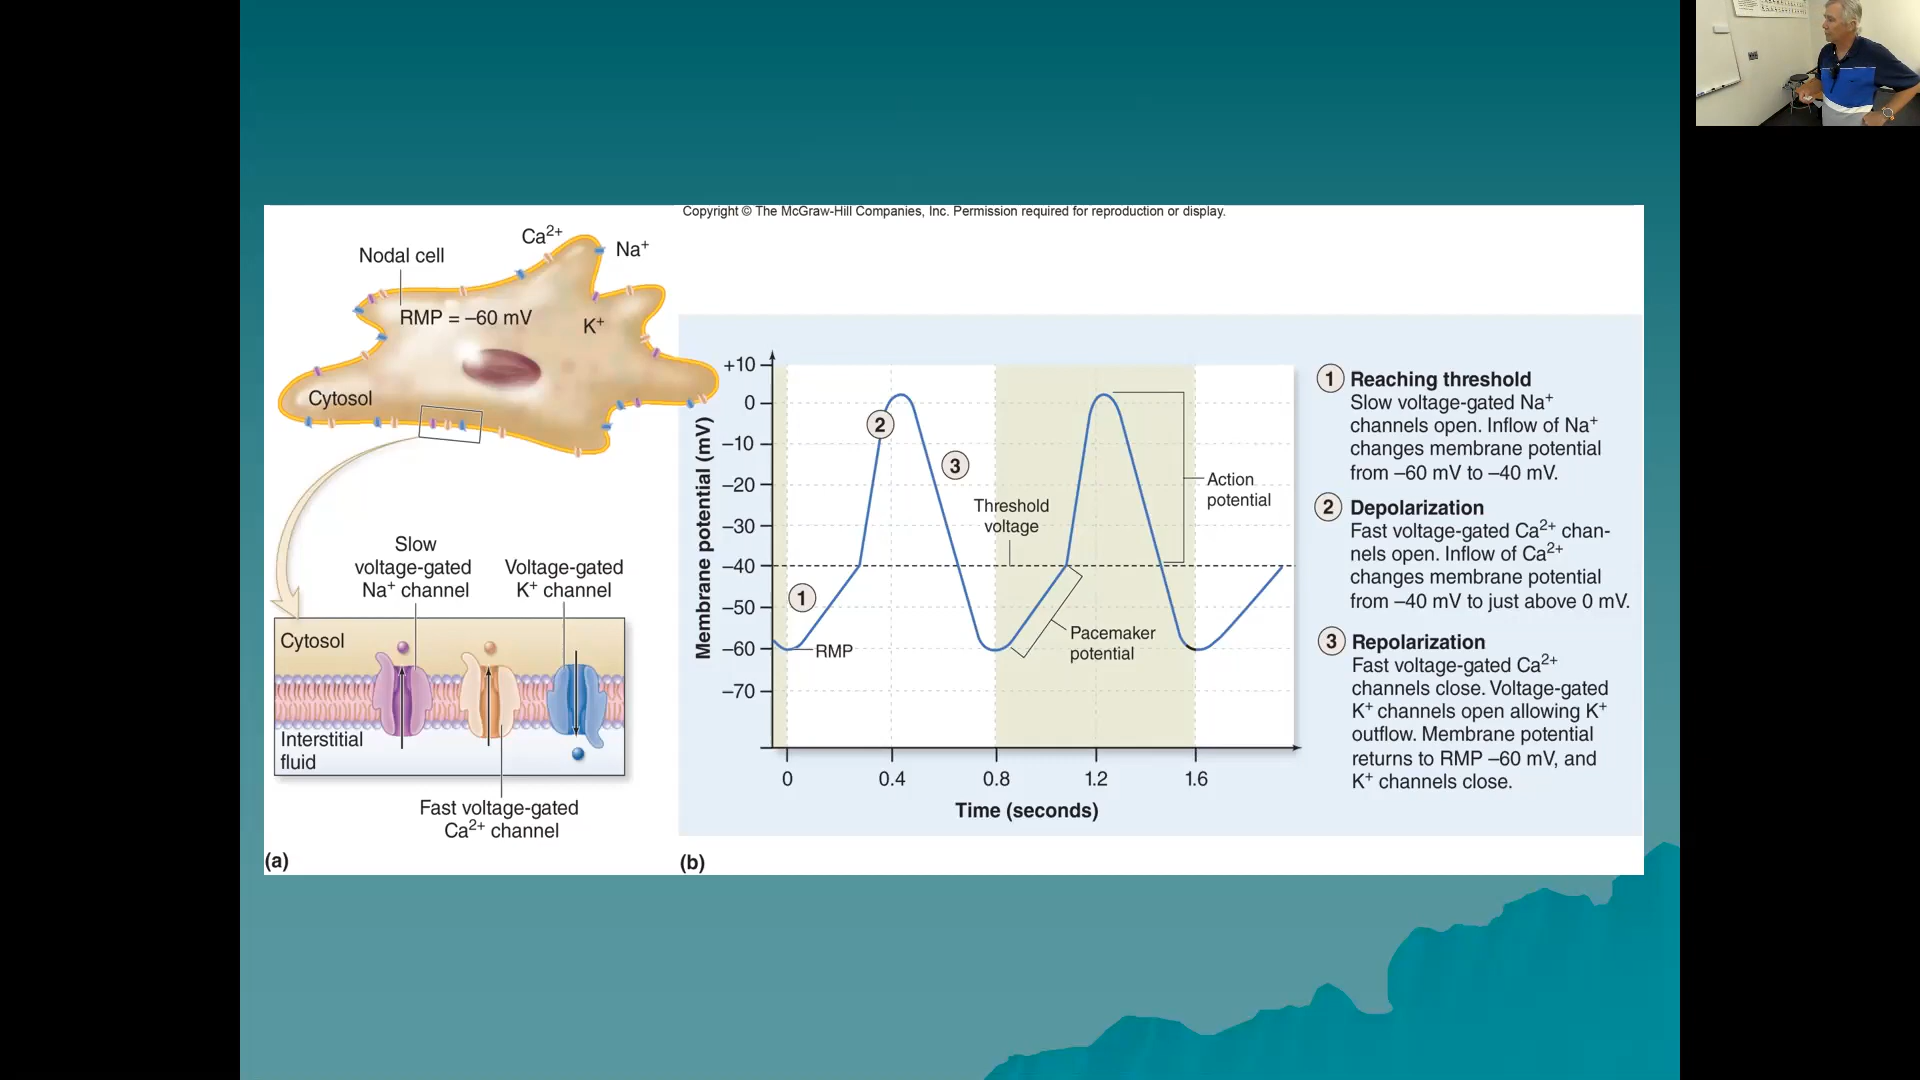 Copyright © The McGraw-Hill Companies, Inc. Permission required for reproduction or display.
Ca2+
Na+
Nodal cell
RMP = –60 mV
K+
Cytosol
Slow
voltage-gated
Na+ channel
Voltage-gated
K+ channel
Cytosol
Interstitial
fluid
Fast voltage-gated
Ca2+ channel
(a)
Membrane potential (mV)
+10
0
–10
–20
–30
–40
–50
–60
–70
1
2
3
RMP
Threshold
voltage
Action
potential
Pacemaker
potential
0
0.4
0.8
1.2
1.6
Time (seconds)
(b)
1 Reaching threshold
Slow voltage-gated Na+
channels open. Inflow of Na+
changes membrane potential
from –60 mV to –40 mV.
2 Depolarization
Fast voltage-gated Ca2+ chan-
nels open. Inflow of Ca2+
changes membrane potential
from –40 mV to just above 0 mV.
3 Repolarization
Fast voltage-gated Ca2+
channels close. Voltage-gated
K+ channels open allowing K+
outflow. Membrane potential
returns to RMP –60 mV, and
K+ channels close.